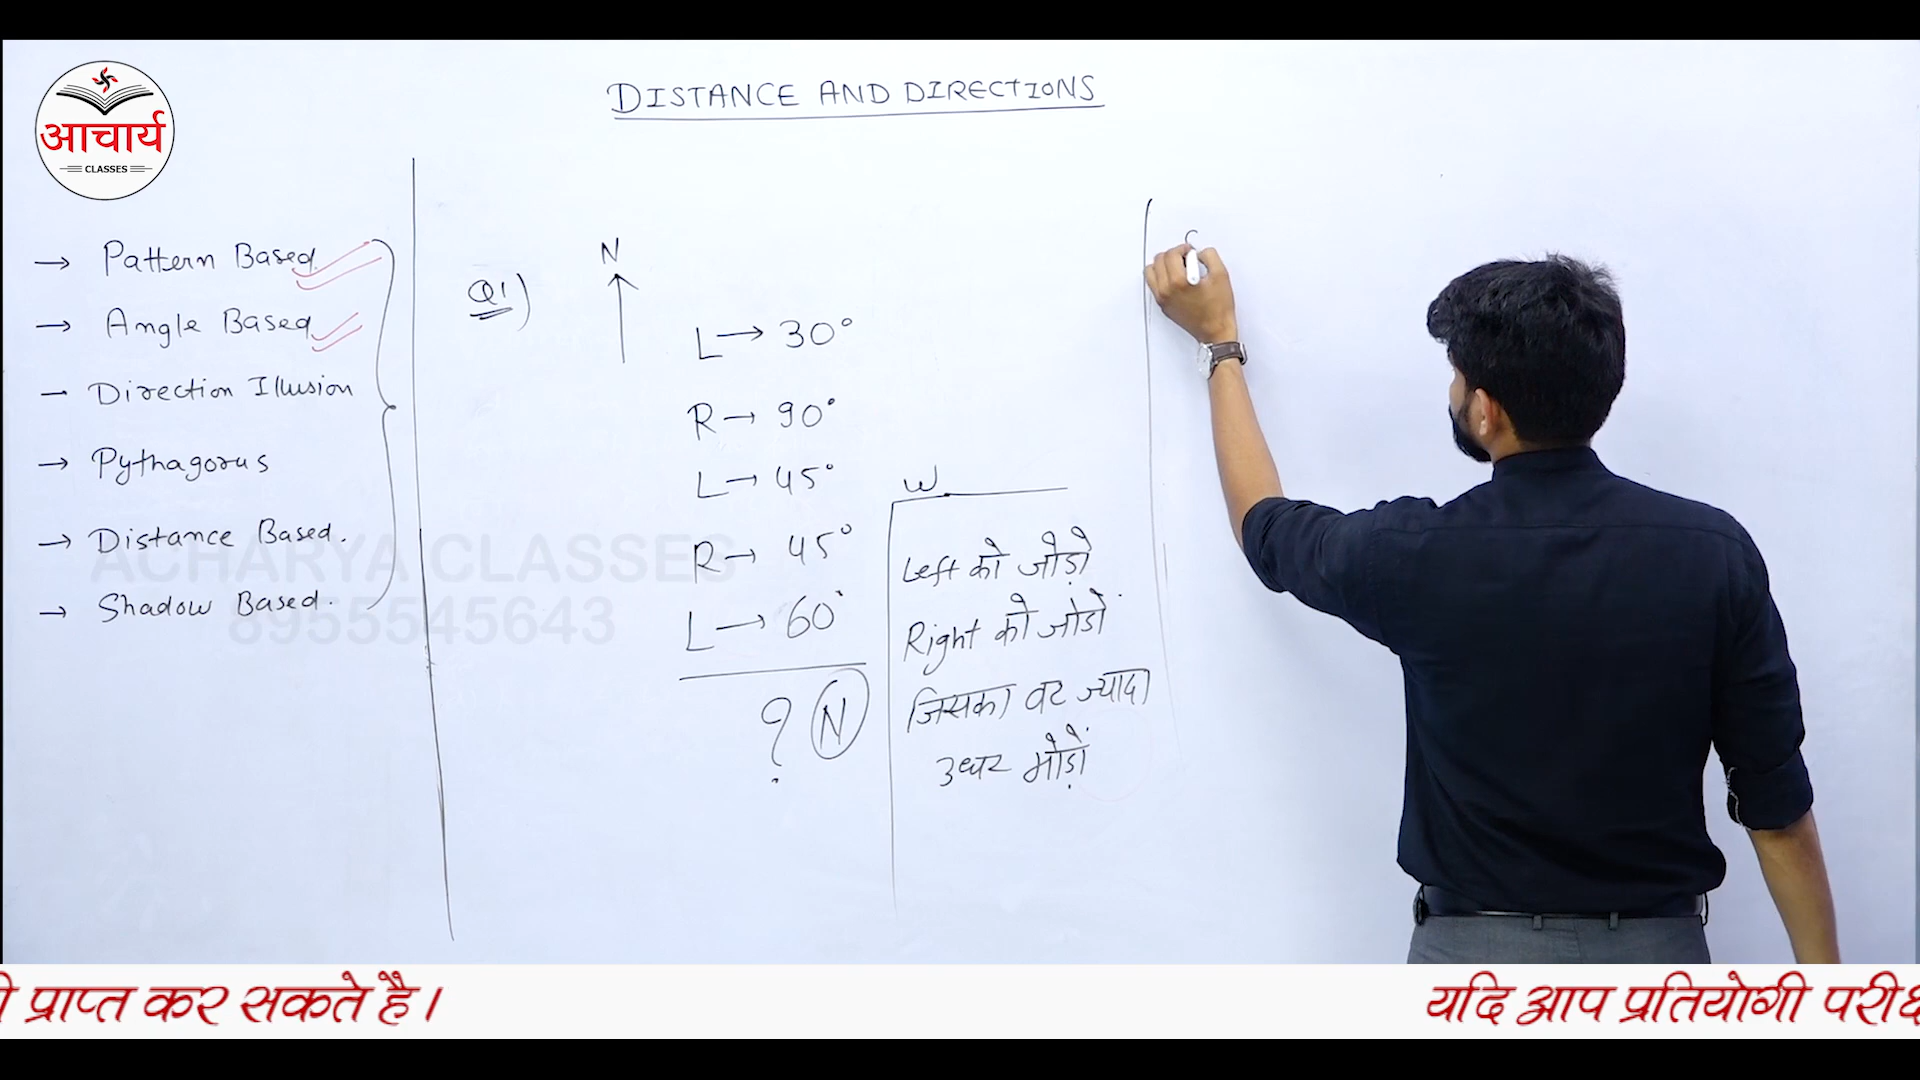 आचार्य
CLASSES
DISTANCE AND DIRECTIONS
→ Pattern Based
→ Angle Based
- Direction Illusion
→ Pythagorus
→ Distance Based.
→ Shadow Based.
ACHARYA CLASSES
8955545643
Q1)
N
L → 30°
R → 90°
L → 45°
R → 45°
L → 60°
? N
W
Left को जोड़ो
Right को जोड़ों
जिसका वट ज्यादा
उधर मोड़ों
प्राप्त कर सकते है।
यदि आप प्रतियोगी